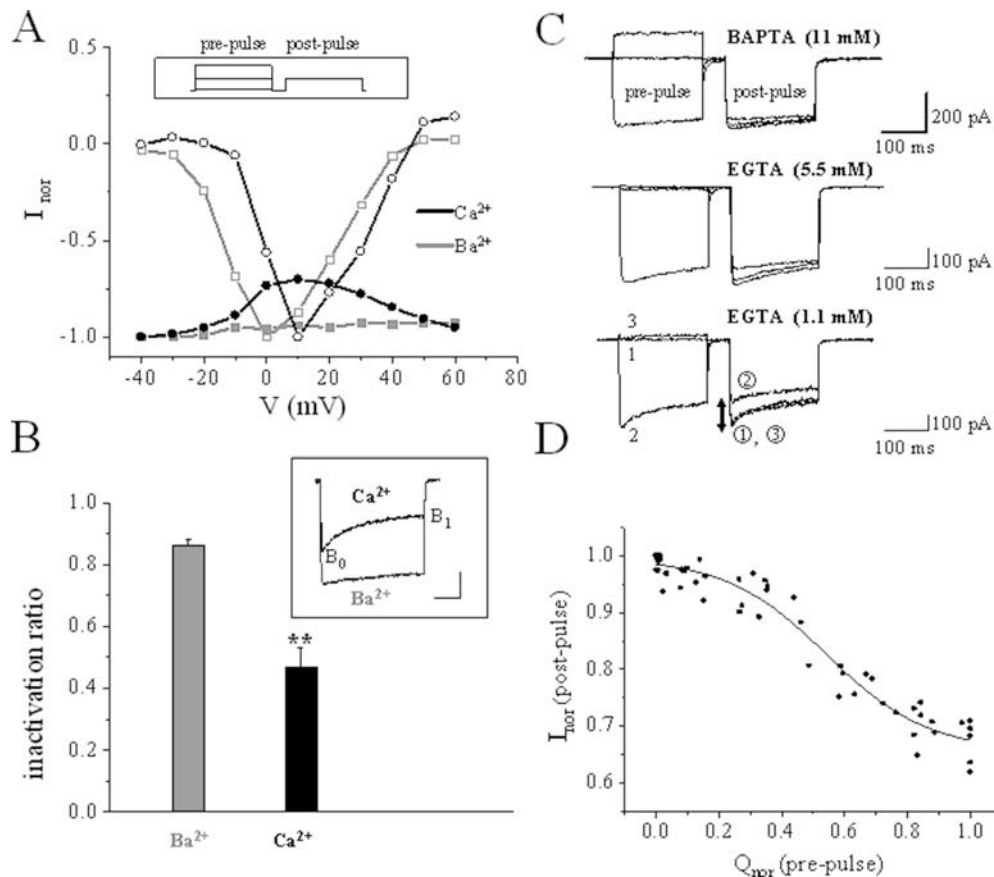 A
pre-pulse post-pulse
0.5
0.0
-0.5
-1.0
I nor
Ca²⁺
Ba²⁺
-40 -20 0 20 40 60 80
V (mV)
B
1.0
0.8
0.6
0.4
0.2
0.0
inactivation ratio
Ca²⁺
B₀
B₁
Ba²⁺
**
Ba²⁺ Ca²⁺
C
BAPTA (11 mM)
pre-pulse post-pulse
200 pA
100 ms
EGTA (5.5 mM)
100 pA
100 ms
EGTA (1.1 mM)
3
1
2
②
①, ③
100 pA
100 ms
D
1.0
0.9
0.8
0.7
0.6
I nor (post-pulse)
0.0 0.2 0.4 0.6 0.8 1.0
Q nor (pre-pulse)